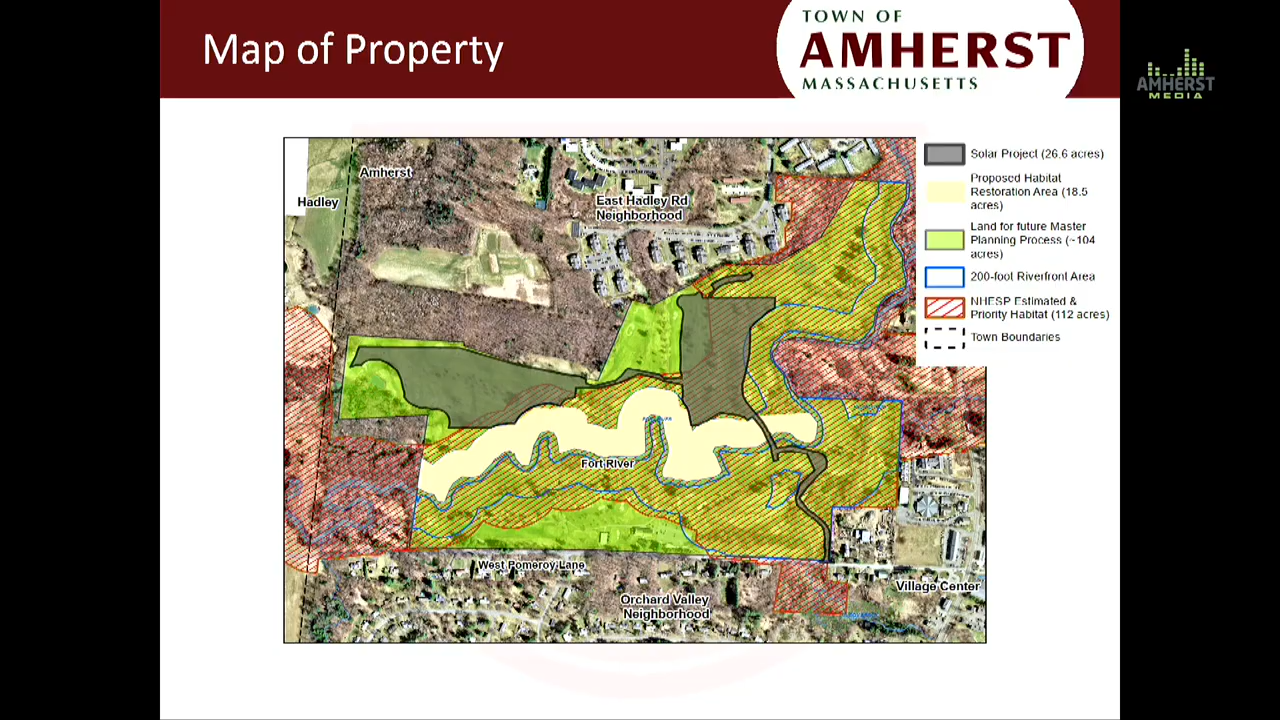 Map of Property
TOWN OF
AMHERST
MASSACHUSETTS
AMHERST
MEDIA
Amherst
Hadley
East Hadley Rd
Neighborhood
Fort River
West Pomeroy Lane
Orchard Valley
Neighborhood
Village Center
Solar Project (26.6 acres)
Proposed Habitat
Restoration Area (18.5
acres)
Land for future Master
Planning Process (~104
acres)
200-foot Riverfront Area
NHESP Estimated &
Priority Habitat (112 acres)
Town Boundaries